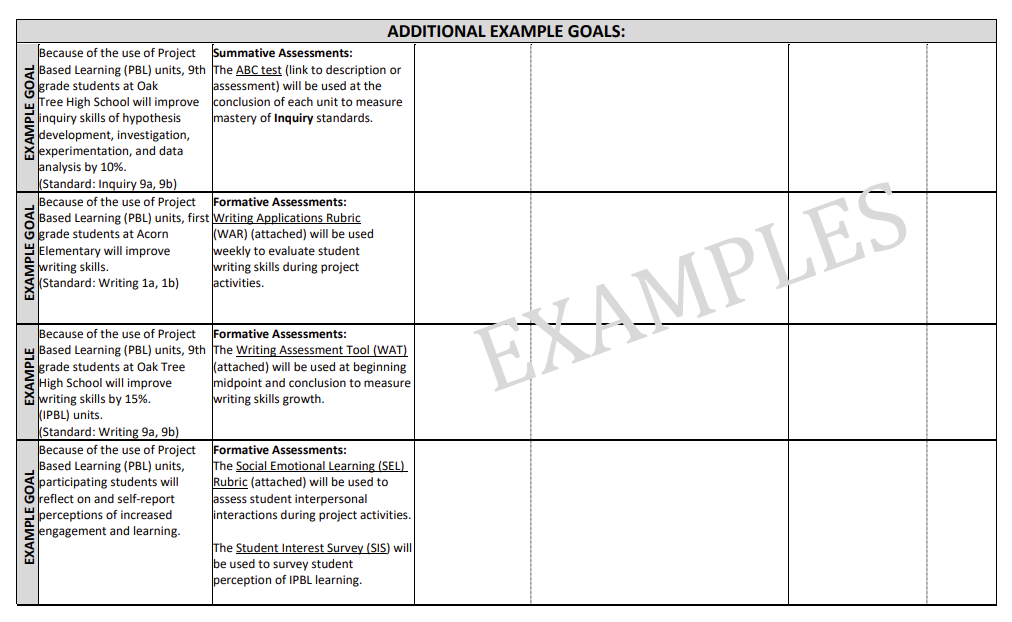 ADDITIONAL EXAMPLE GOALS:
EXAMPLE GOAL
Because of the use of Project
Based Learning (PBL) units, 9th
grade students at Oak
Tree High School will improve
inquiry skills of hypothesis
development, investigation,
experimentation, and data
analysis by 10%.
(Standard: Inquiry 9a, 9b)
Summative Assessments:
The ABC test (link to description or
assessment) will be used at the
conclusion of each unit to measure
mastery of Inquiry standards.
EXAMPLE GOAL
Because of the use of Project
Based Learning (PBL) units, first
grade students at Acorn
Elementary will improve
writing skills.
(Standard: Writing 1a, 1b)
Formative Assessments:
Writing Applications Rubric
(WAR) (attached) will be used
weekly to evaluate student
writing skills during project
activities.
EXAMPLE
Because of the use of Project
Based Learning (PBL) units, 9th
grade students at Oak Tree
High School will improve
writing skills by 15%.
(IPBL) units.
(Standard: Writing 9a, 9b)
Formative Assessments:
The Writing Assessment Tool (WAT)
(attached) will be used at beginning
midpoint and conclusion to measure
writing skills growth.
EXAMPLE GOAL
Because of the use of Project
Based Learning (PBL) units,
participating students will
reflect on and self-report
perceptions of increased
engagement and learning.
Formative Assessments:
The Social Emotional Learning (SEL)
Rubric (attached) will be used to
assess student interpersonal
interactions during project activities.
The Student Interest Survey (SIS) will
be used to survey student
perception of IPBL learning.
EXAMPLES